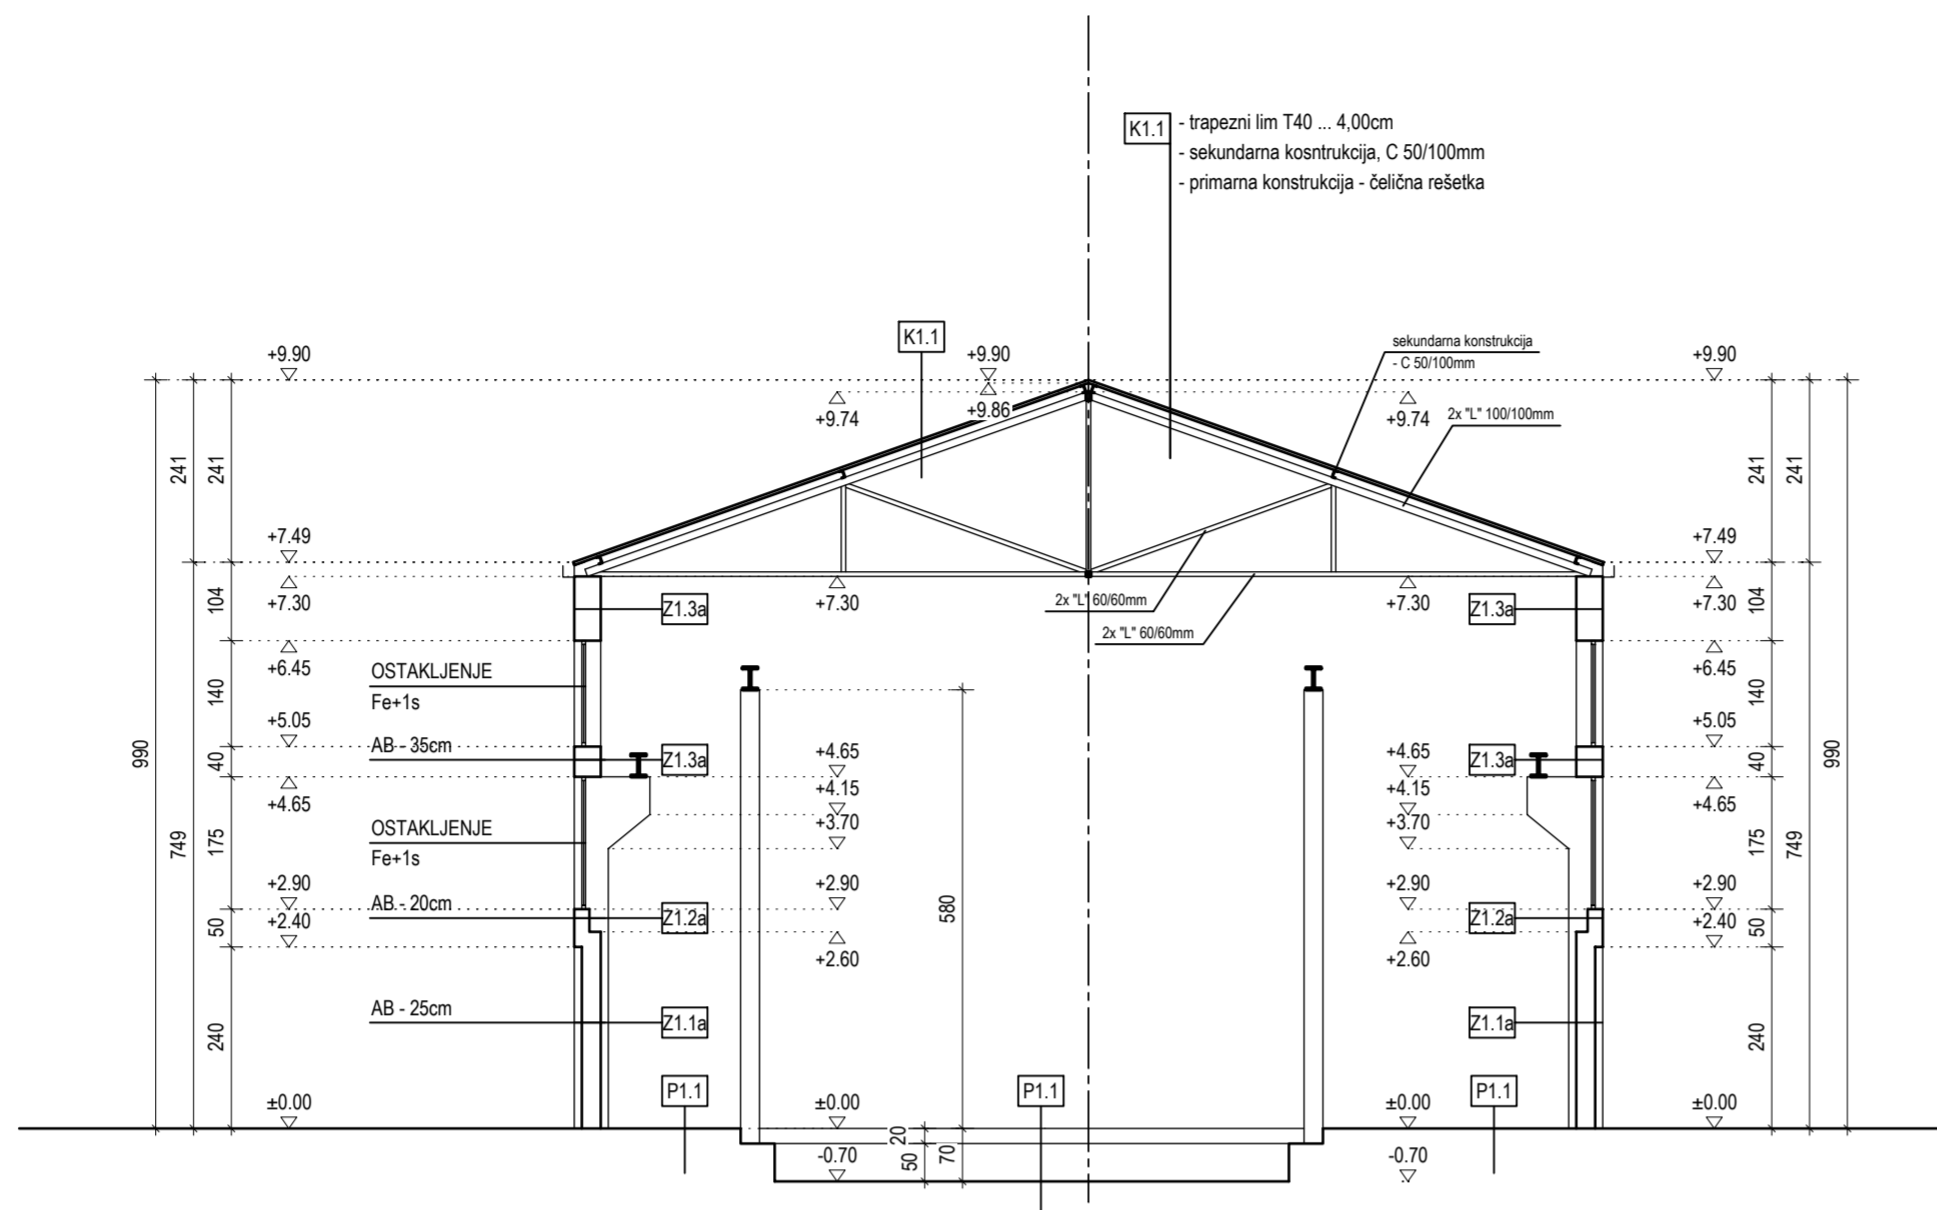 K1.1
- trapezni lim T40 ... 4,00cm
- sekundarna kosntrukcija, C 50/100mm
- primarna konstrukcija - čelična rešetka
K1.1
sekundarna konstrukcija
- C 50/100mm
2x "L" 100/100mm
+9.90
+9.90
+9.90
+9.74
+9.86
+9.74
241
241
241
241
+7.49
+7.49
+7.30
+7.30
+7.30
+7.30
104
Z1.3a
2x "L" 60/60mm
2x "L" 60/60mm
Z1.3a
104
+6.45
+6.45
OSTAKLJENJE
Fe+1s
140
140
+5.05
+5.05
AB - 35cm
Z1.3a
+4.65
+4.65
Z1.3a
990
40
40
990
+4.65
+4.65
+4.15
+4.15
+3.70
+3.70
OSTAKLJENJE
Fe+1s
749
175
175
749
+2.90
+2.90
+2.90
+2.90
AB - 20cm
Z1.2a
580
Z1.2a
50
+2.40
+2.40
50
+2.60
+2.60
AB - 25cm
Z1.1a
Z1.1a
240
240
P1.1
P1.1
P1.1
±0.00
±0.00
±0.00
±0.00
20
-0.70
50
70
-0.70